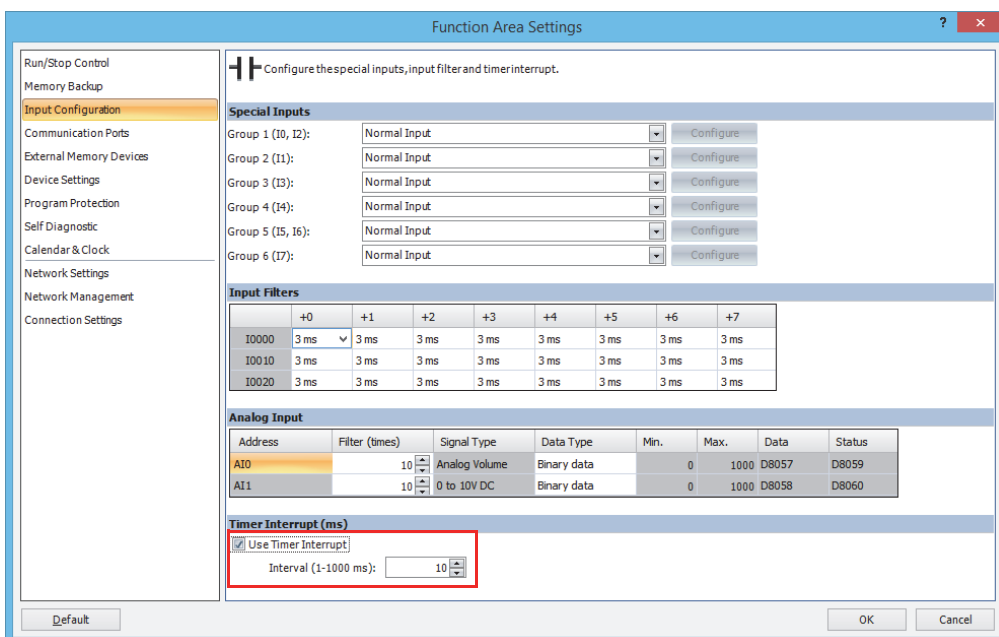 Function Area Settings ? ×
Run/Stop Control
Memory Backup
Input Configuration
Communication Ports
External Memory Devices
Device Settings
Program Protection
Self Diagnostic
Calendar & Clock
Network Settings
Network Management
Connection Settings
Configure the special inputs, input filter and timer interrupt.
Special Inputs
Group 1 (I0, I2): Normal Input Configure
Group 2 (I1): Normal Input Configure
Group 3 (I3): Normal Input Configure
Group 4 (I4): Normal Input Configure
Group 5 (I5, I6): Normal Input Configure
Group 6 (I7): Normal Input Configure
Input Filters
+0 +1 +2 +3 +4 +5 +6 +7
I0000 3 ms 3 ms 3 ms 3 ms 3 ms 3 ms 3 ms 3 ms
I0010 3 ms 3 ms 3 ms 3 ms 3 ms 3 ms 3 ms 3 ms
I0020 3 ms 3 ms 3 ms 3 ms 3 ms 3 ms 3 ms 3 ms
Analog Input
Address Filter (times) Signal Type Data Type Min. Max. Data Status
AI0 10 Analog Volume Binary data 0 1000 D8057 D8059
AI1 10 0 to 10V DC Binary data 0 1000 D8058 D8060
Timer Interrupt (ms)
Use Timer Interrupt
Interval (1-1000 ms): 10
Default OK Cancel